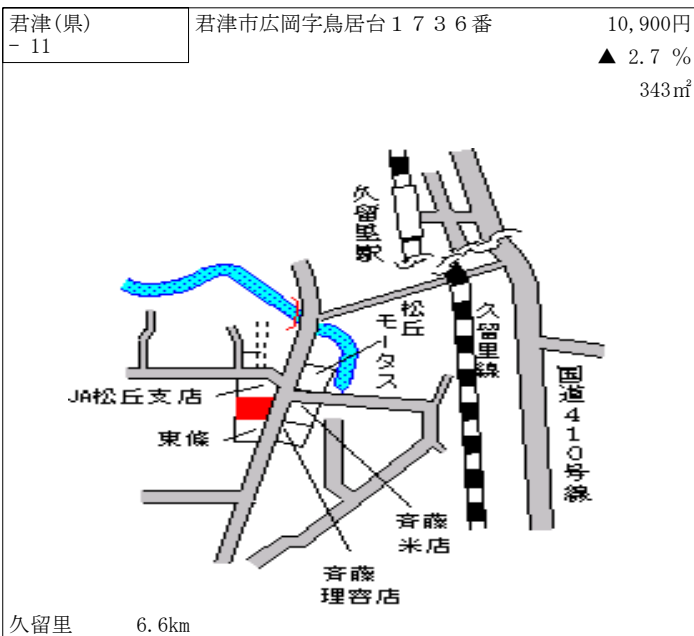 君津(県)
- 11
君津市広岡字鳥居台１７３６番
10,900円
▲ 2.7 %
343㎡
久留里駅
松丘モータス
久留里線
国道410号線
JA松丘支店
東條
斉藤
米店
斉藤
理容店
久留里 6.6km